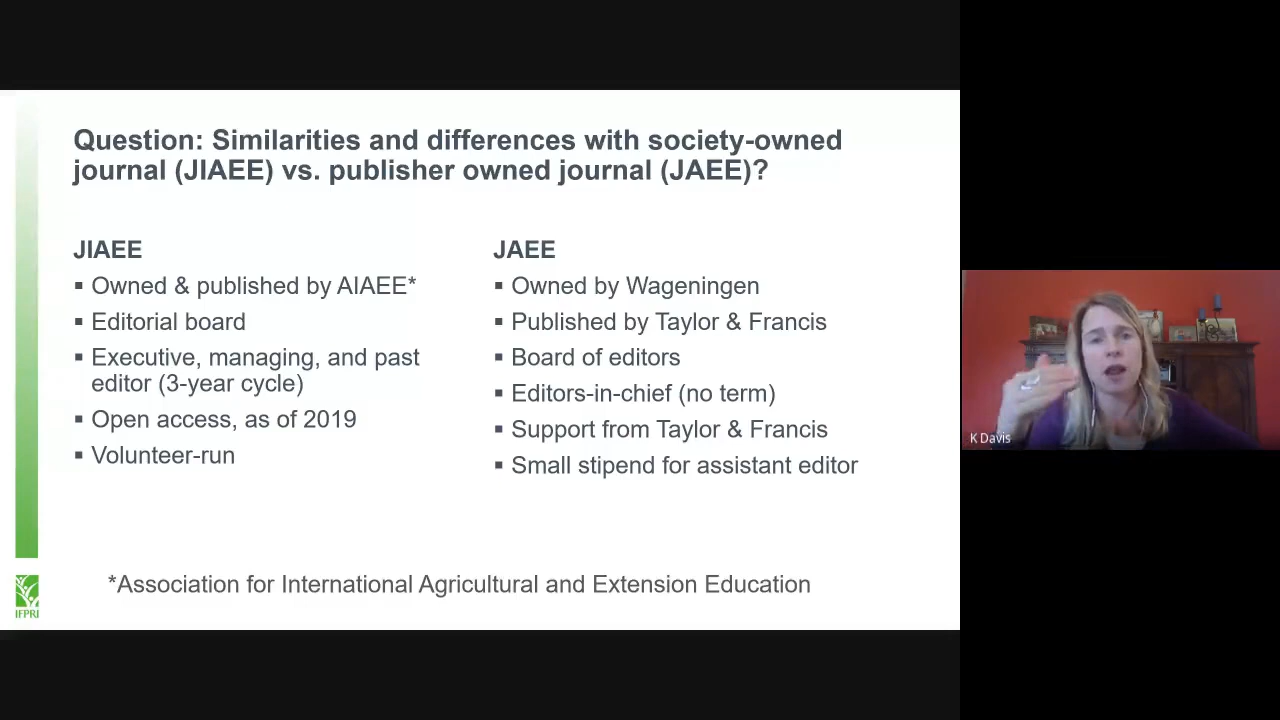 Question: Similarities and differences with society-owned
journal (JIAEE) vs. publisher owned journal (JAEE)?
JIAEE
▪ Owned & published by AIAEE*
▪ Editorial board
▪ Executive, managing, and past
editor (3-year cycle)
▪ Open access, as of 2019
▪ Volunteer-run
JAEE
▪ Owned by Wageningen
▪ Published by Taylor & Francis
▪ Board of editors
▪ Editors-in-chief (no term)
▪ Support from Taylor & Francis
▪ Small stipend for assistant editor
*Association for International Agricultural and Extension Education
IFPRI
K Davis